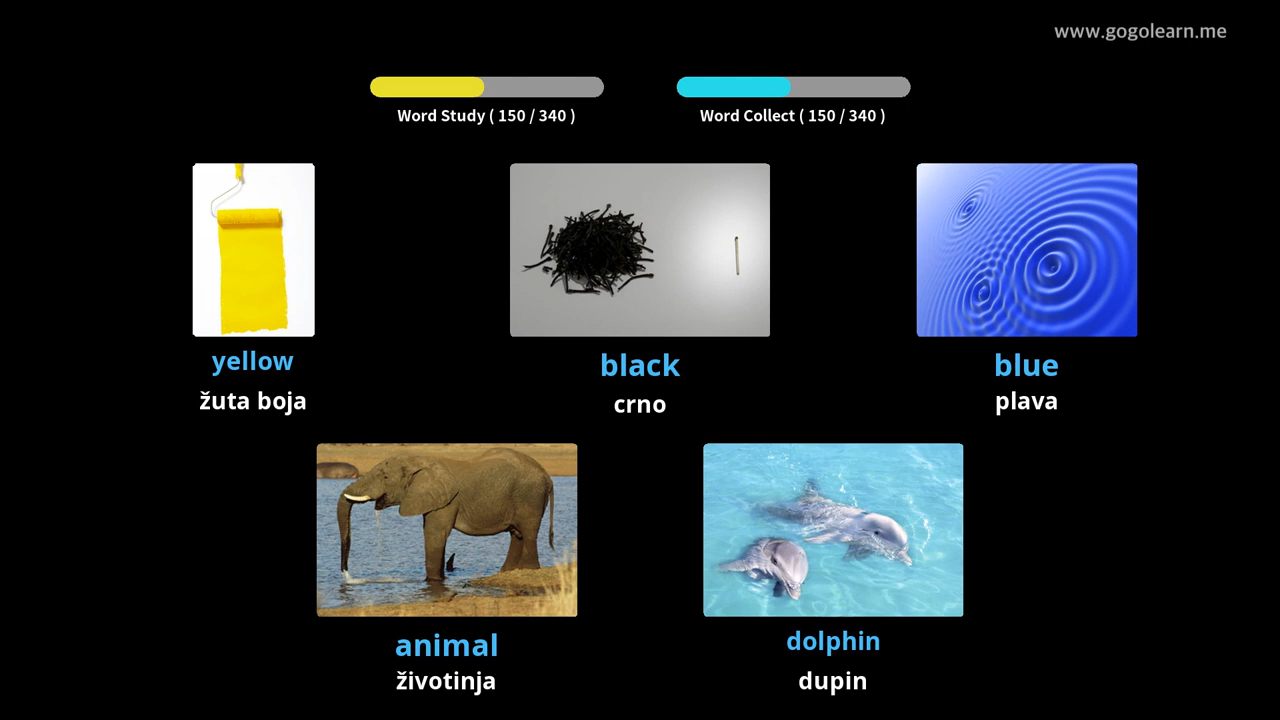 www.gogolearn.me
Word Study ( 150 / 340 )
Word Collect ( 150 / 340 )
yellow
žuta boja
black
crno
blue
plava
animal
životinja
dolphin
dupin